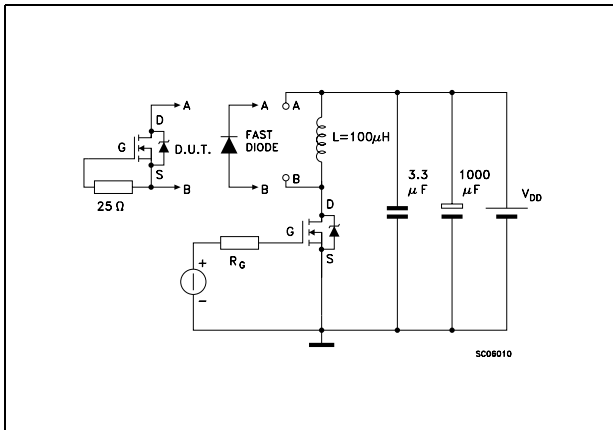 A
A
A
D
G
D.U.T.
FAST
DIODE
L=100μH
S
B
B
B
25 Ω
3.3
μF
1000
μF
VDD
D
G
S
RG
+
-
SC06010